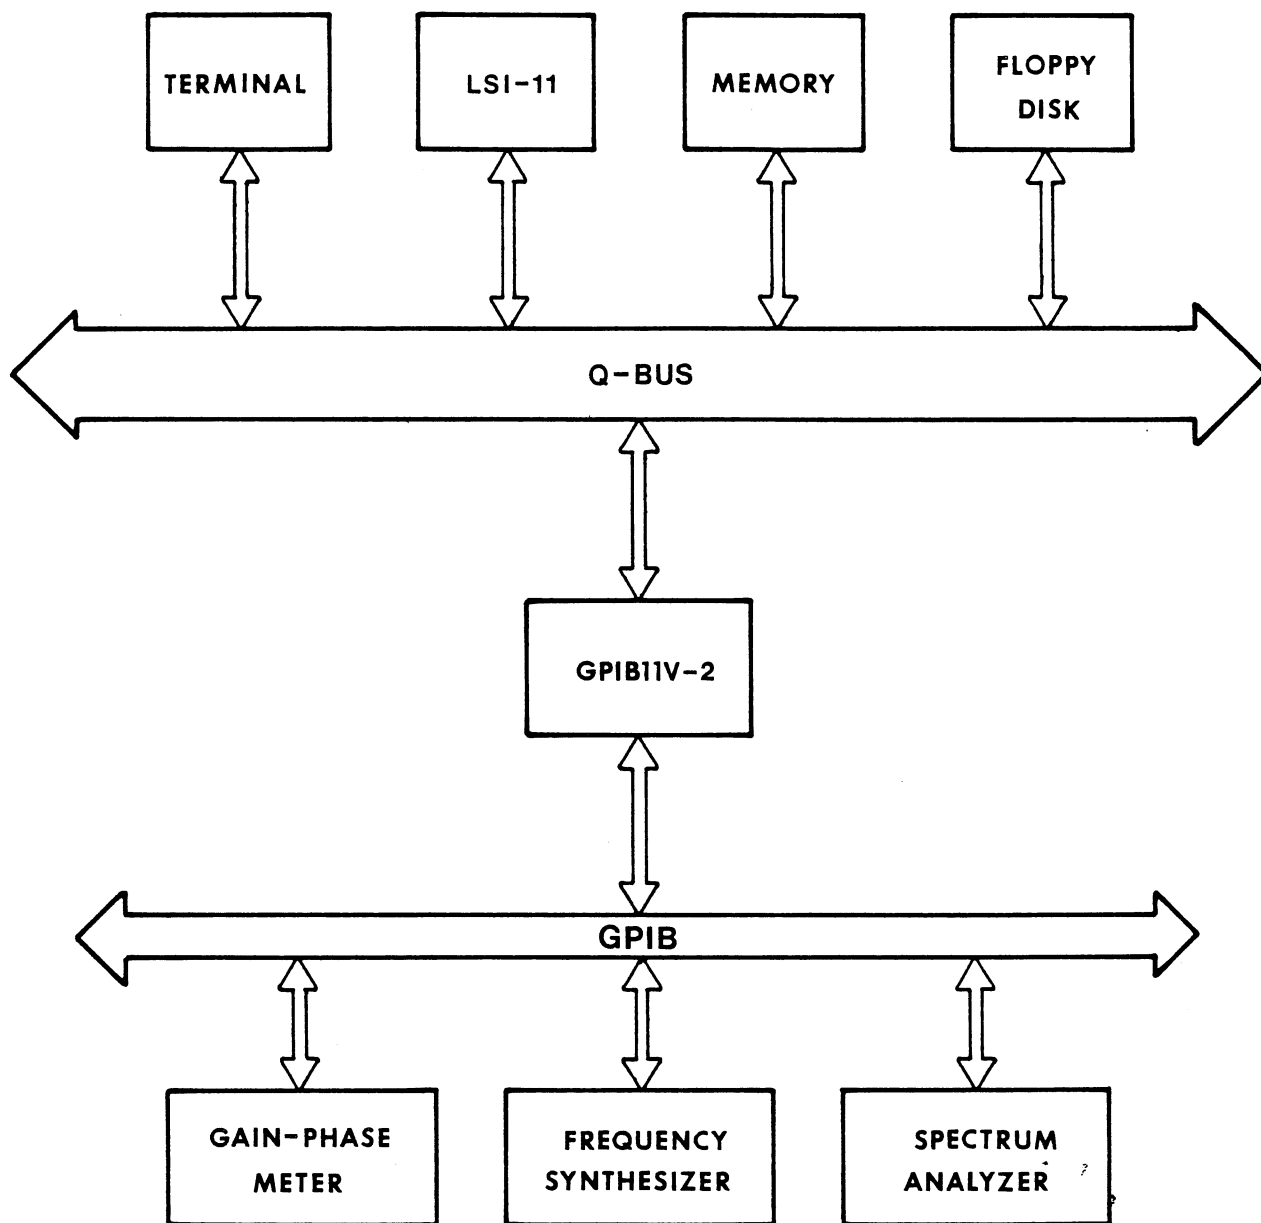 TERMINAL
LSI-11
MEMORY
FLOPPY
DISK
Q-BUS
GPIB11V-2
GPIB
GAIN-PHASE
METER
FREQUENCY
SYNTHESIZER
SPECTRUM
ANALYZER